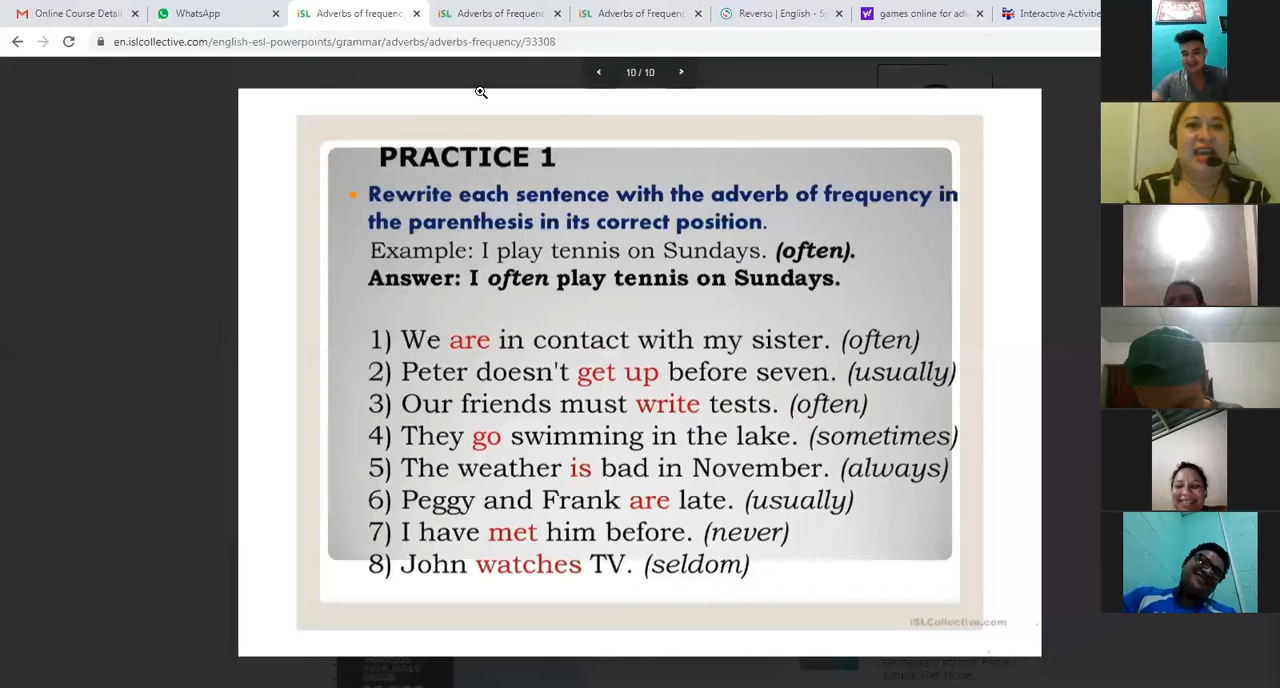 Online Course Detail
WhatsApp
Adverbs of frequenc
Adverbs of Frequenc
Adverbs of Frequenc
Reverso | English - Sp
games online for adu
Interactive Activitie
en.islcollective.com/english-esl-powerpoints/grammar/adverbs/adverbs-frequency/33308
10 / 10
PRACTICE 1
Rewrite each sentence with the adverb of frequency in
the parenthesis in its correct position.
Example: I play tennis on Sundays. (often).
Answer: I often play tennis on Sundays.
1) We are in contact with my sister. (often)
2) Peter doesn't get up before seven. (usually)
3) Our friends must write tests. (often)
4) They go swimming in the lake. (sometimes)
5) The weather is bad in November. (always)
6) Peggy and Frank are late. (usually)
7) I have met him before. (never)
8) John watches TV. (seldom)
iSLCollective.com